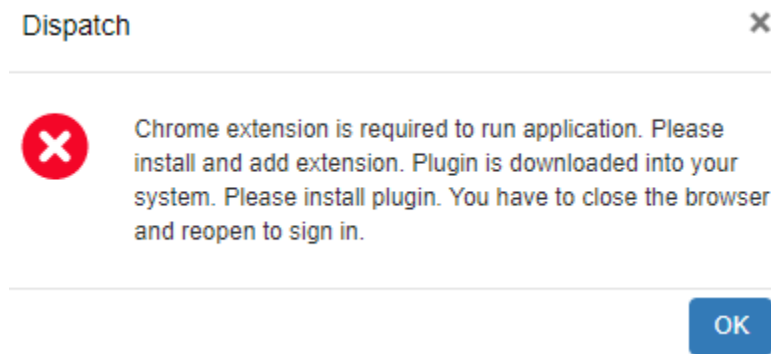 Dispatch
Chrome extension is required to run application. Please
install and add extension. Plugin is downloaded into your
system. Please install plugin. You have to close the browser
and reopen to sign in.
OK